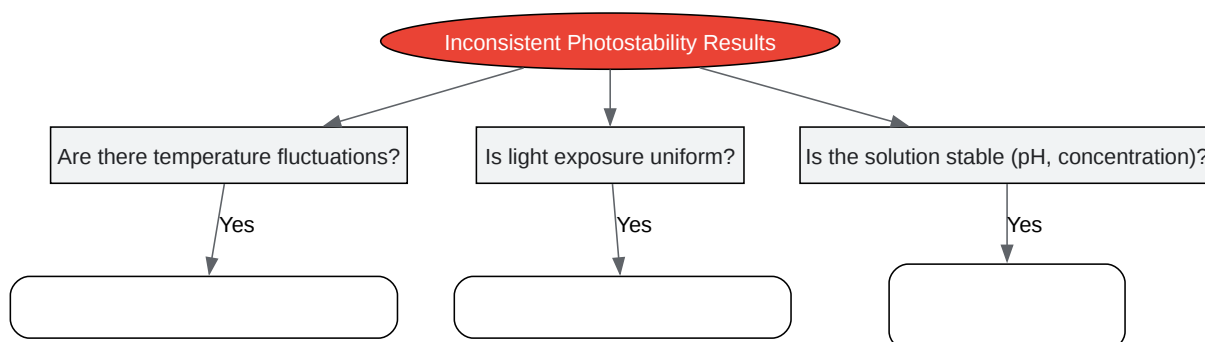 Inconsistent Photostability Results
Are there temperature fluctuations?
Is light exposure uniform?
Is the solution stable (pH, concentration)?
Yes
Yes
Yes